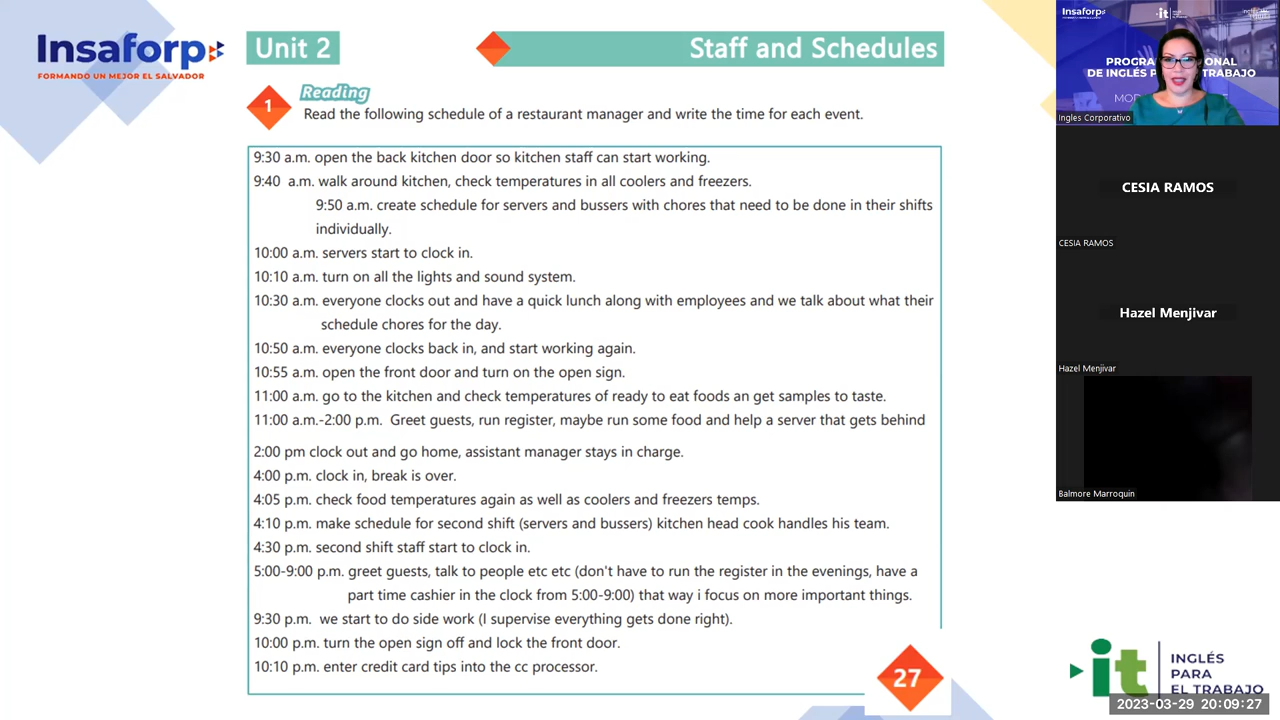 Insaforp
FORMANDO UN MEJOR EL SALVADOR
Unit 2
Staff and Schedules
1
Reading
Read the following schedule of a restaurant manager and write the time for each event.
9:30 a.m. open the back kitchen door so kitchen staff can start working.
9:40 a.m. walk around kitchen, check temperatures in all coolers and freezers.
9:50 a.m. create schedule for servers and bussers with chores that need to be done in their shifts
individually.
10:00 a.m. servers start to clock in.
10:10 a.m. turn on all the lights and sound system.
10:30 a.m. everyone clocks out and have a quick lunch along with employees and we talk about what their
schedule chores for the day.
10:50 a.m. everyone clocks back in, and start working again.
10:55 a.m. open the front door and turn on the open sign.
11:00 a.m. go to the kitchen and check temperatures of ready to eat foods an get samples to taste.
11:00 a.m.-2:00 p.m. Greet guests, run register, maybe run some food and help a server that gets behind
2:00 pm clock out and go home, assistant manager stays in charge.
4:00 p.m. clock in, break is over.
4:05 p.m. check food temperatures again as well as coolers and freezers temps.
4:10 p.m. make schedule for second shift (servers and bussers) kitchen head cook handles his team.
4:30 p.m. second shift staff start to clock in.
5:00-9:00 p.m. greet guests, talk to people etc etc (don't have to run the register in the evenings, have a
part time cashier in the clock from 5:00-9:00) that way i focus on more important things.
9:30 p.m. we start to do side work (I supervise everything gets done right).
10:00 p.m. turn the open sign off and lock the front door.
10:10 p.m. enter credit card tips into the cc processor.
27
Insaforp
it
PROGRA ONAL
DE INGLÉS P TRABAJO
MOD
Ingles Corporativo
CESIA RAMOS
CESIA RAMOS
Hazel Menjivar
Hazel Menjivar
Balmore Marroquin
it
INGLÉS
PARA
EL TRABAJO
2023-03-29 20:09:27